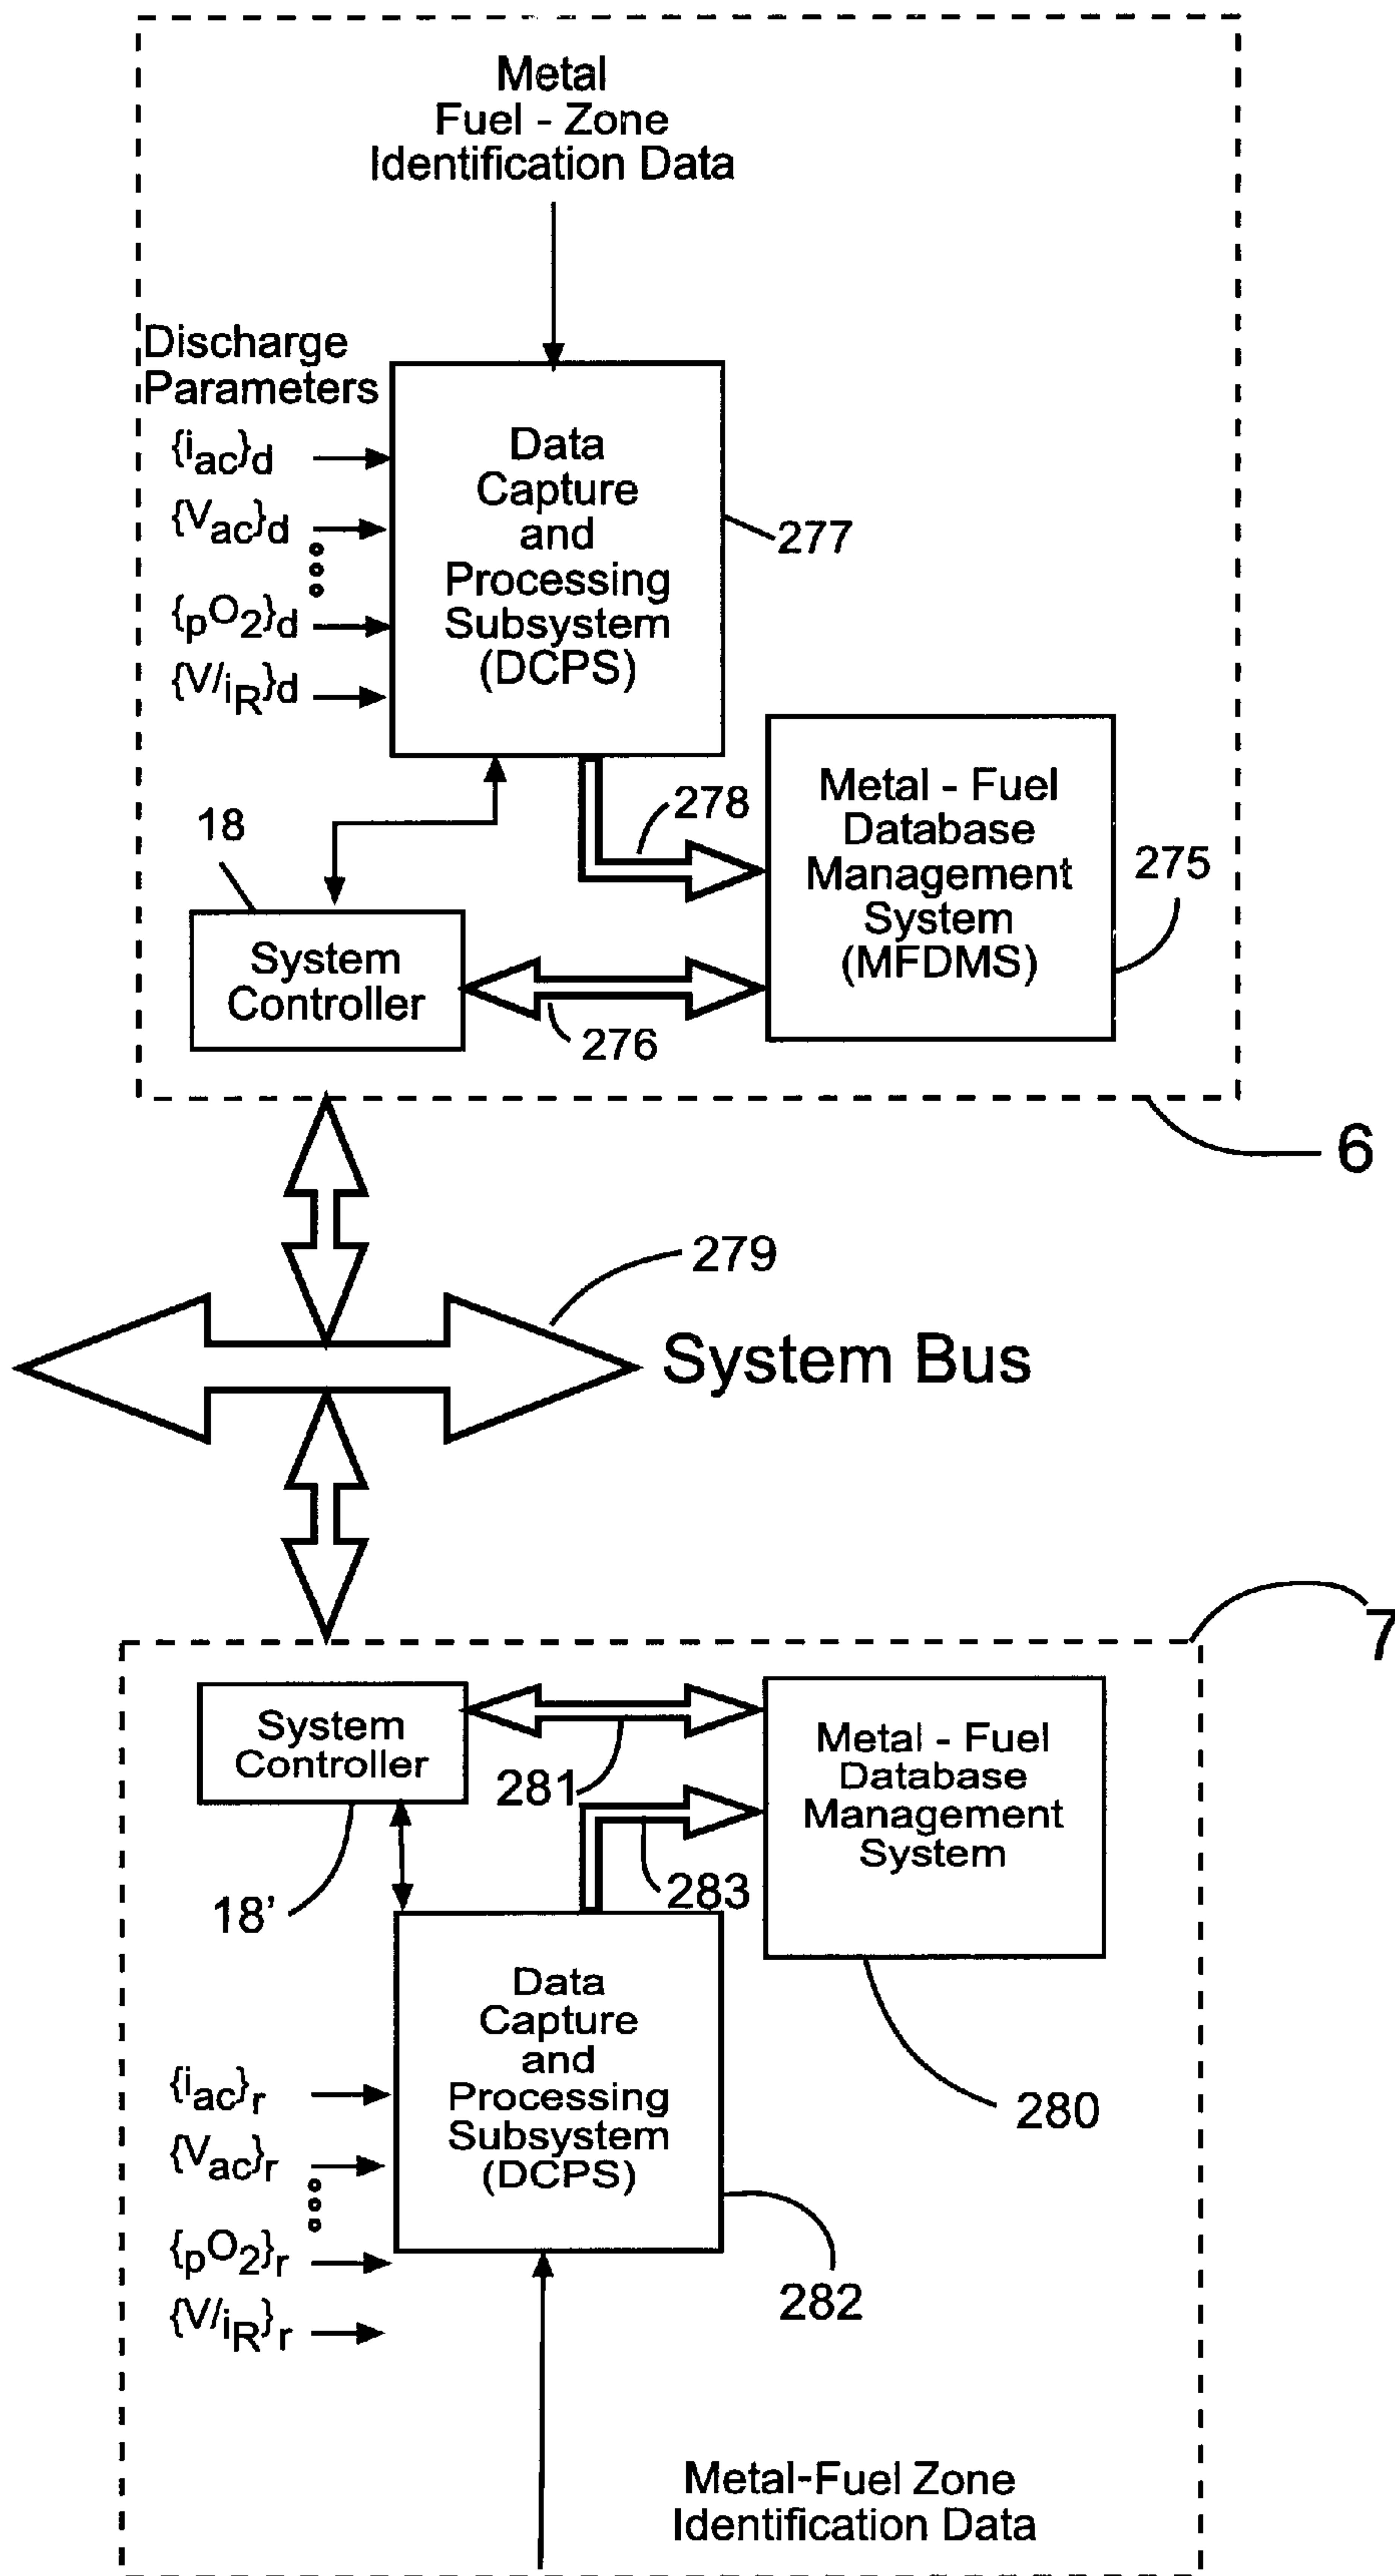 Metal
Fuel - Zone
Identification Data
Discharge
Parameters
{iac}d
{Vac}d
{pO2}d
{V/iR}d
Data
Capture
and
Processing
Subsystem
(DCPS)
277
278
Metal - Fuel
Database
Management
System
(MFDMS)
275
18
System
Controller
276
6
279
System Bus
7
System
Controller
281
Metal - Fuel
Database
Management
System
283
18’
Data
Capture
and
Processing
Subsystem
(DCPS)
280
{iac}r
{Vac}r
{pO2}r
{V/iR}r
282
Metal-Fuel Zone
Identification Data